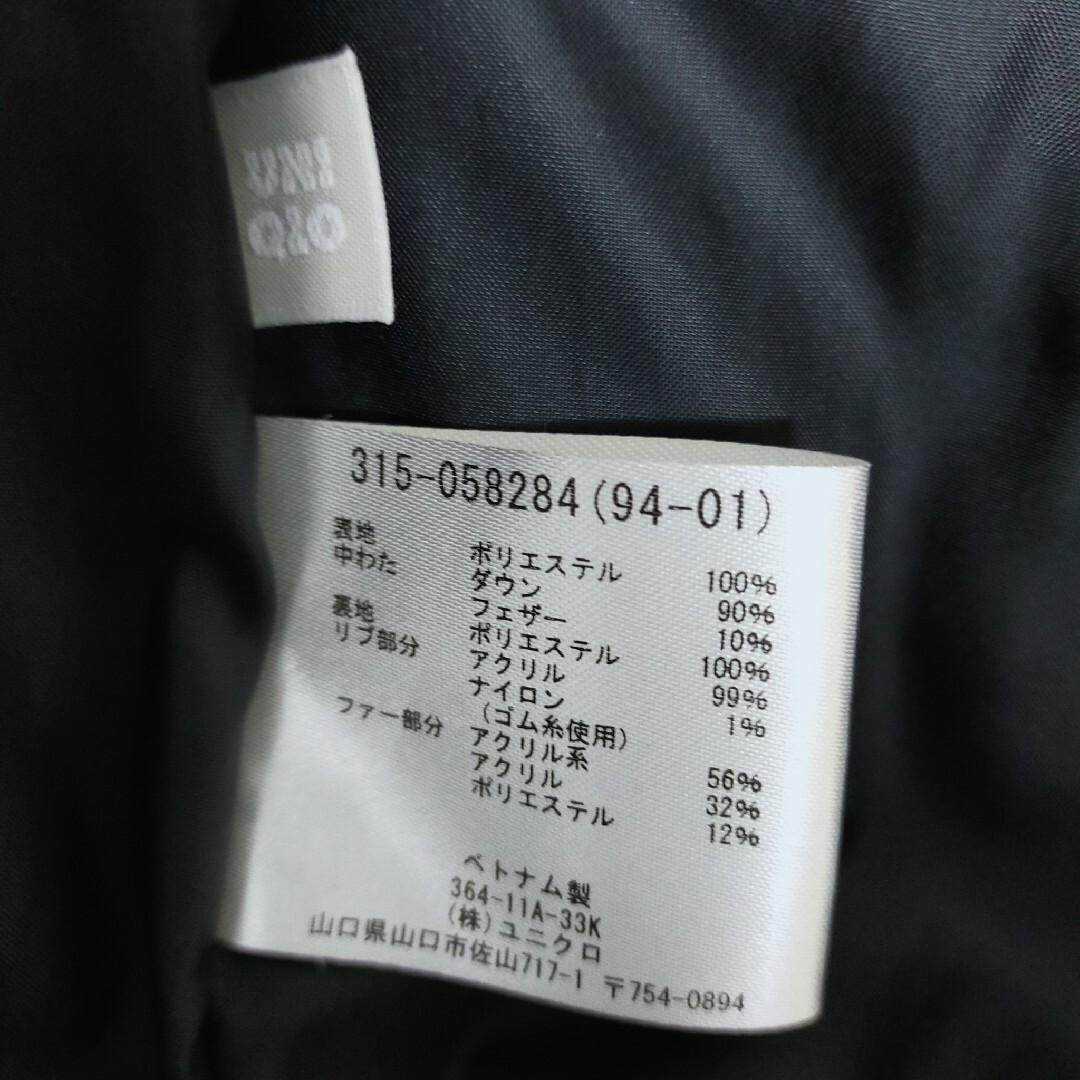 UNI
QLO
315-058284(94-01)
表地 ポリエステル 100%
中わた ダウン 90%
フェザー 10%
裏地 ポリエステル 100%
リブ部分 アクリル 99%
ナイロン 1%
(ゴム糸使用)
ファー部分 アクリル系 56%
アクリル 32%
ポリエステル 12%
ベトナム製
364-11A-33K
(株)ユニクロ
山口県山口市佐山717-1 〒754-0894